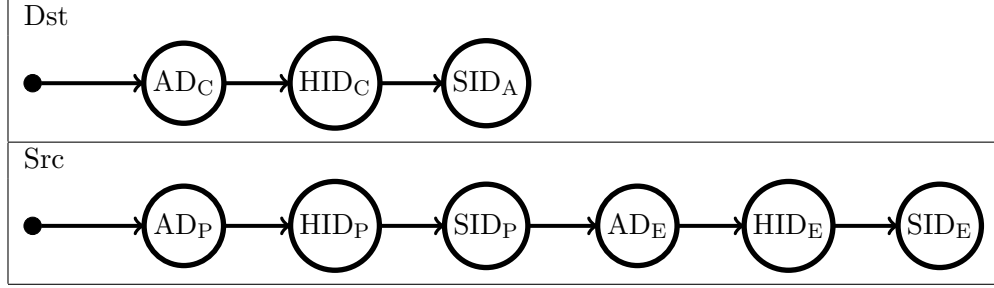 Dst
AD_C HID_C SID_A
Src
AD_P HID_P SID_P AD_E HID_E SID_E